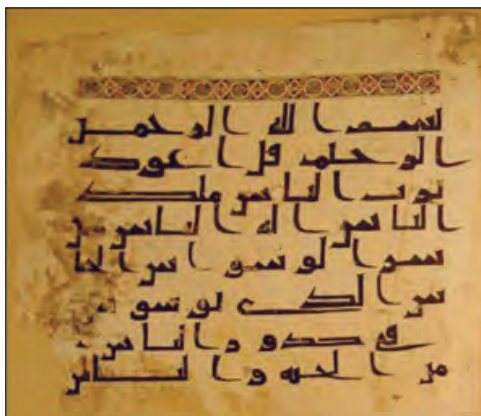 بسم الله الرحمن
الرحيم قل اعوذ
برب الناس ملك
الناس اله الناس من
شر الوسواس الخنا
س الذي يوسوس
في صدور الناس
من الجنة والناس